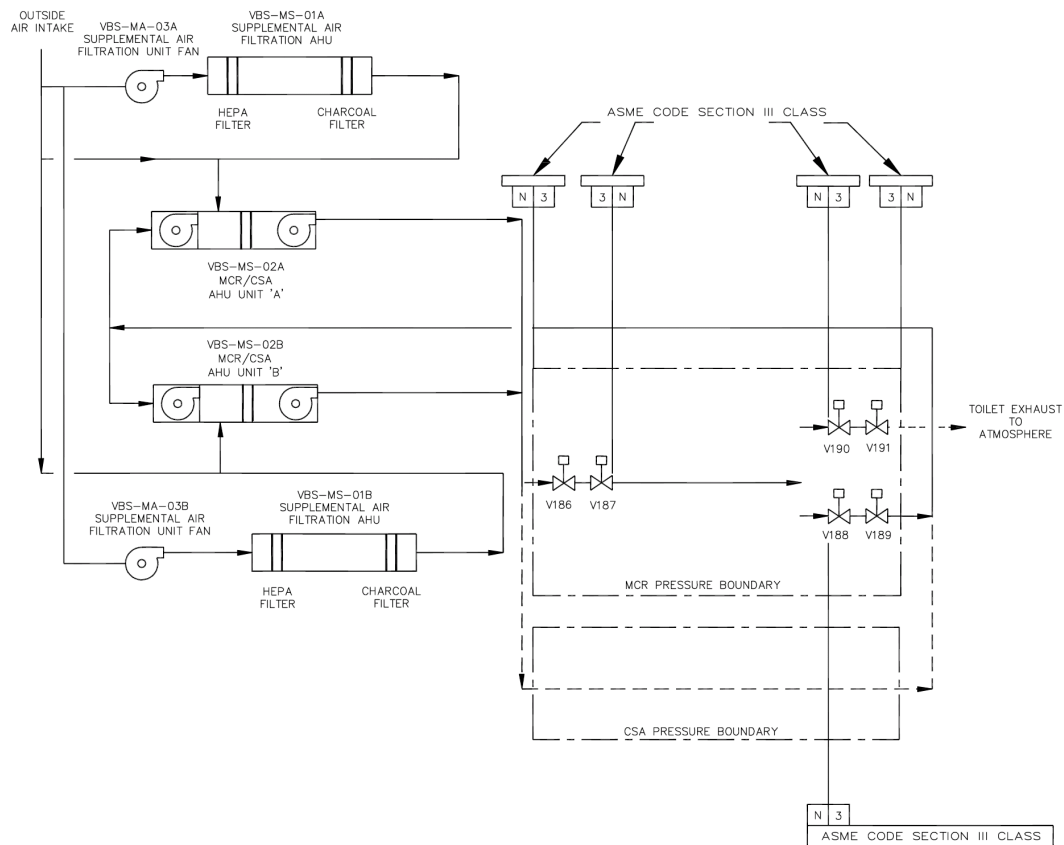 OUTSIDE
AIR INTAKE
VBS-MA-03A
SUPPLEMENTAL AIR
FILTRATION UNIT FAN
VBS-MS-01A
SUPPLEMENTAL AIR
FILTRATION AHU
HEPA
FILTER
CHARCOAL
FILTER
ASME CODE SECTION III CLASS
N 3
3 N
N 3
3 N
VBS-MS-02A
MCR/CSA
AHU UNIT 'A'
VBS-MS-02B
MCR/CSA
AHU UNIT 'B'
V190
V191
TOILET EXHAUST
TO
ATMOSPHERE
V186
V187
V188
V189
VBS-MA-03B
SUPPLEMENTAL AIR
FILTRATION UNIT FAN
VBS-MS-01B
SUPPLEMENTAL AIR
FILTRATION AHU
HEPA
FILTER
CHARCOAL
FILTER
MCR PRESSURE BOUNDARY
CSA PRESSURE BOUNDARY
N 3
ASME CODE SECTION III CLASS